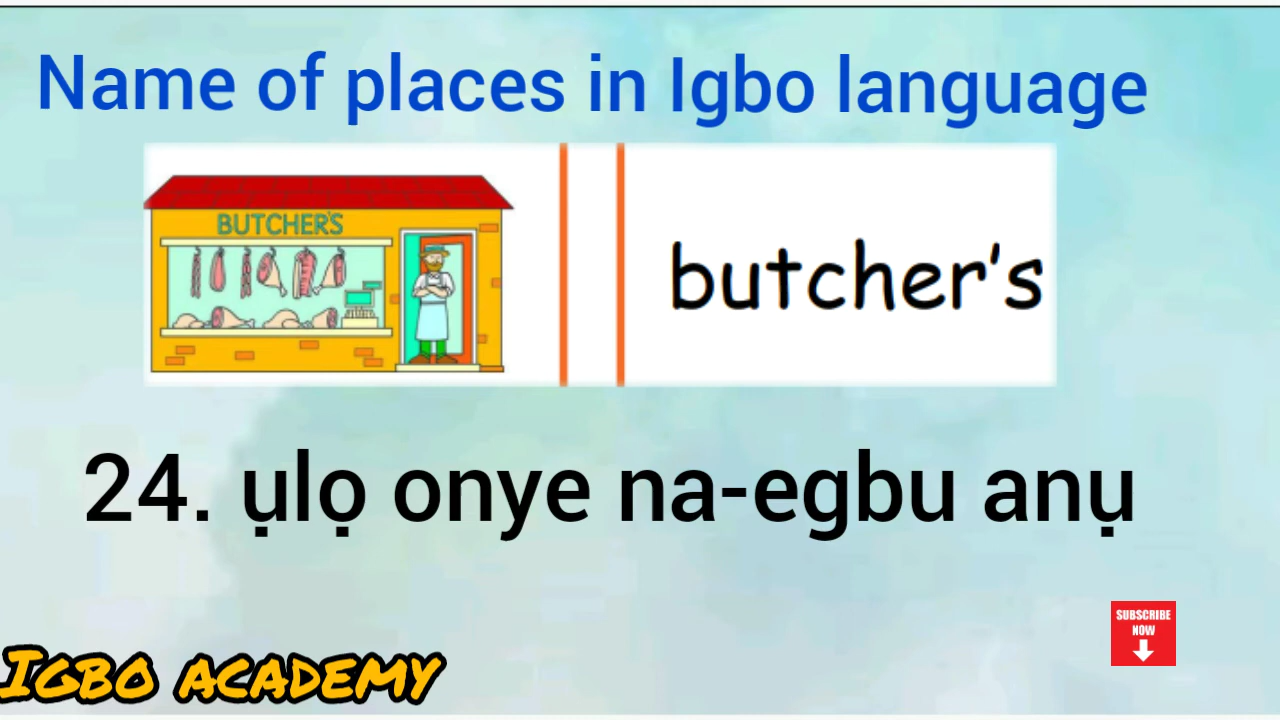 Name of places in Igbo language
BUTCHER'S
butcher's
24. ụlọ onye na-egbu anụ
SUBSCRIBE
NOW
IGBO ACADEMY